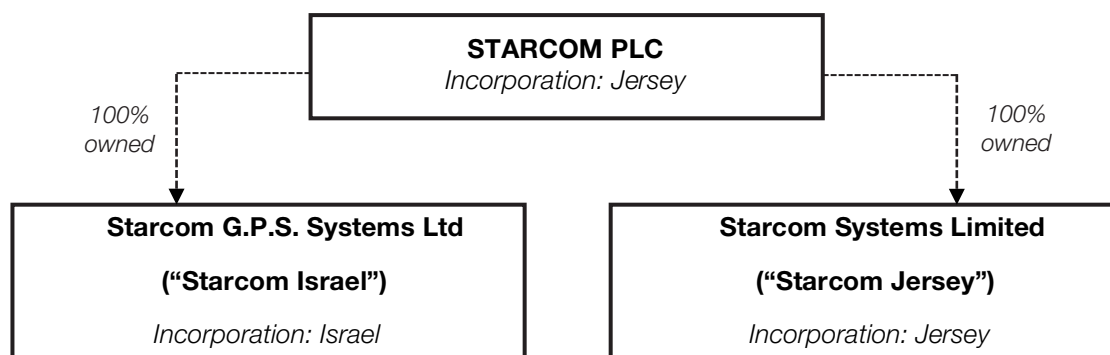 STARCOM PLC
Incorporation: Jersey
100%
owned
100%
owned
Starcom G.P.S. Systems Ltd
(“Starcom Israel”)
Incorporation: Israel
Starcom Systems Limited
(“Starcom Jersey”)
Incorporation: Jersey